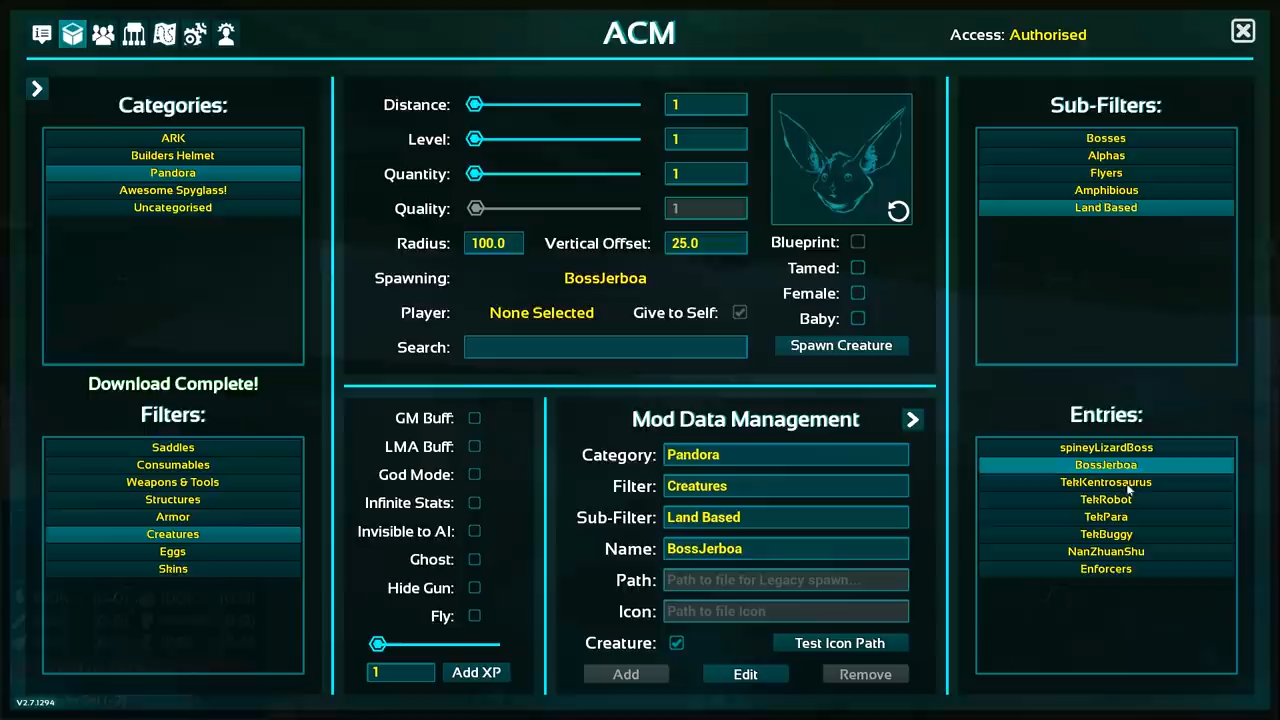 ACM
Access: Authorised
Categories:
ARK
Builders Helmet
Pandora
Awesome Spyglass!
Uncategorised
Download Complete!
Filters:
Saddles
Consumables
Weapons & Tools
Structures
Armor
Creatures
Eggs
Skins
V2.7.1294
Distance: 1
Level: 1
Quantity: 1
Quality: 1
Radius: 100.0 Vertical Offset: 25.0
Spawning: BossJerboa
Player: None Selected Give to Self:
Search:
Blueprint:
Tamed:
Female:
Baby:
Spawn Creature
GM Buff:
LMA Buff:
God Mode:
Infinite Stats:
Invisible to AI:
Ghost:
Hide Gun:
Fly:
1 Add XP
Mod Data Management
Category: Pandora
Filter: Creatures
Sub-Filter: Land Based
Name: BossJerboa
Path: Path to file for Legacy spawn...
Icon: Path to file Icon
Creature: Test Icon Path
Add Edit Remove
Sub-Filters:
Bosses
Alphas
Flyers
Amphibious
Land Based
Entries:
spineyLizardBoss
BossJerboa
TekKentrosaurus
TekRobot
TekPara
TekBuggy
NanZhuanShu
Enforcers